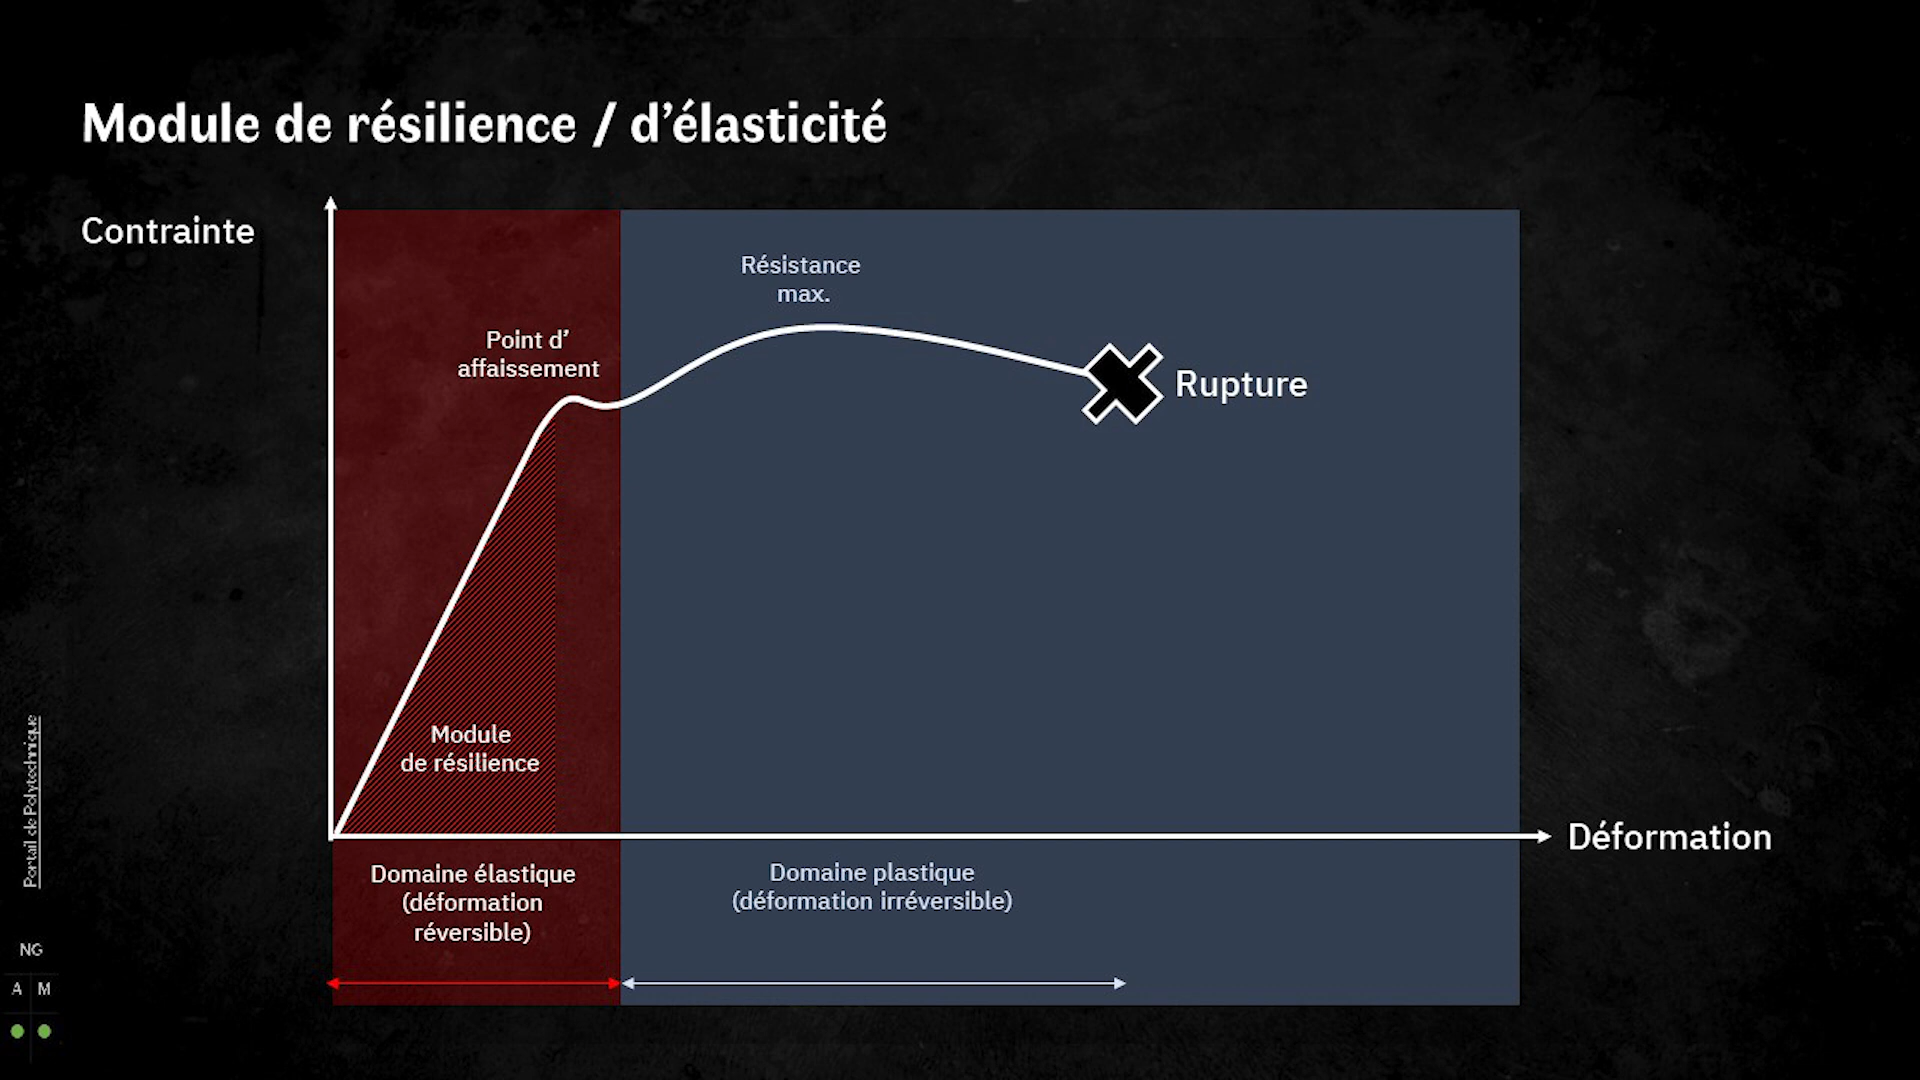 Module de résilience / d’élasticité
Contrainte
Résistance
max.
Point d’
affaissement
Rupture
Module
de résilience
Déformation
Domaine élastique
(déformation
réversible)
Domaine plastique
(déformation irréversible)
Portail de Polytechnique
NG
A M